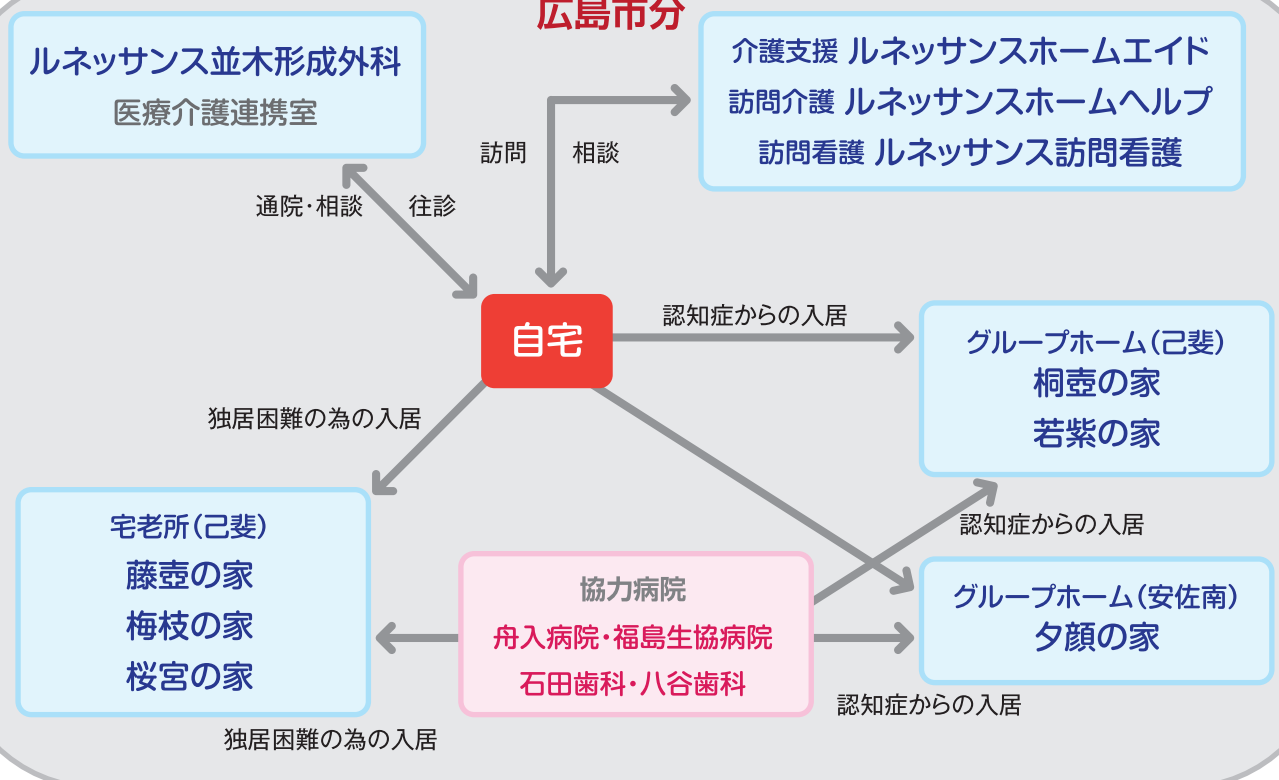 広島市分
ルネッサンス並木形成外科
医療介護連携室
介護支援 ルネッサンスホームエイド
訪問介護 ルネッサンスホームヘルプ
訪問看護 ルネッサンス訪問看護
訪問
相談
通院・相談
往診
自宅
認知症からの入居
グループホーム（己斐）
桐壺の家
若紫の家
独居困難の為の入居
宅老所（己斐）
藤壺の家
梅枝の家
桜宮の家
協力病院
舟入病院・福島生協病院
石田歯科・八谷歯科
認知症からの入居
グループホーム（安佐南）
夕顔の家
認知症からの入居
独居困難の為の入居